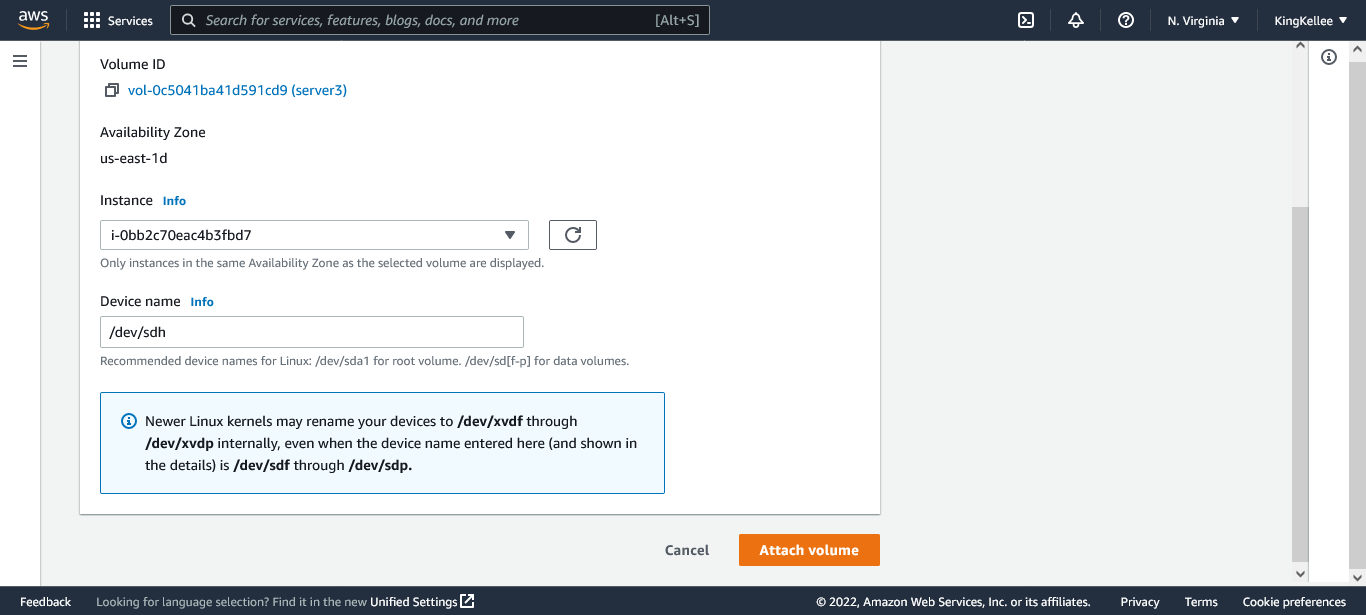 aws
Services
Search for services, features, blogs, docs, and more [Alt+S]
N. Virginia
KingKellee
Volume ID
vol-0c5041ba41d591cd9 (server3)
Availability Zone
us-east-1d
Instance Info
i-0bb2c70eac4b3fbd7
Only instances in the same Availability Zone as the selected volume are displayed.
Device name Info
/dev/sdh
Recommended device names for Linux: /dev/sda1 for root volume. /dev/sd[f-p] for data volumes.
Newer Linux kernels may rename your devices to /dev/xvdf through
/dev/xvdp internally, even when the device name entered here (and shown in
the details) is /dev/sdf through /dev/sdp.
Cancel
Attach volume
Feedback
Looking for language selection? Find it in the new Unified Settings
© 2022, Amazon Web Services, Inc. or its affiliates.
Privacy
Terms
Cookie preferences